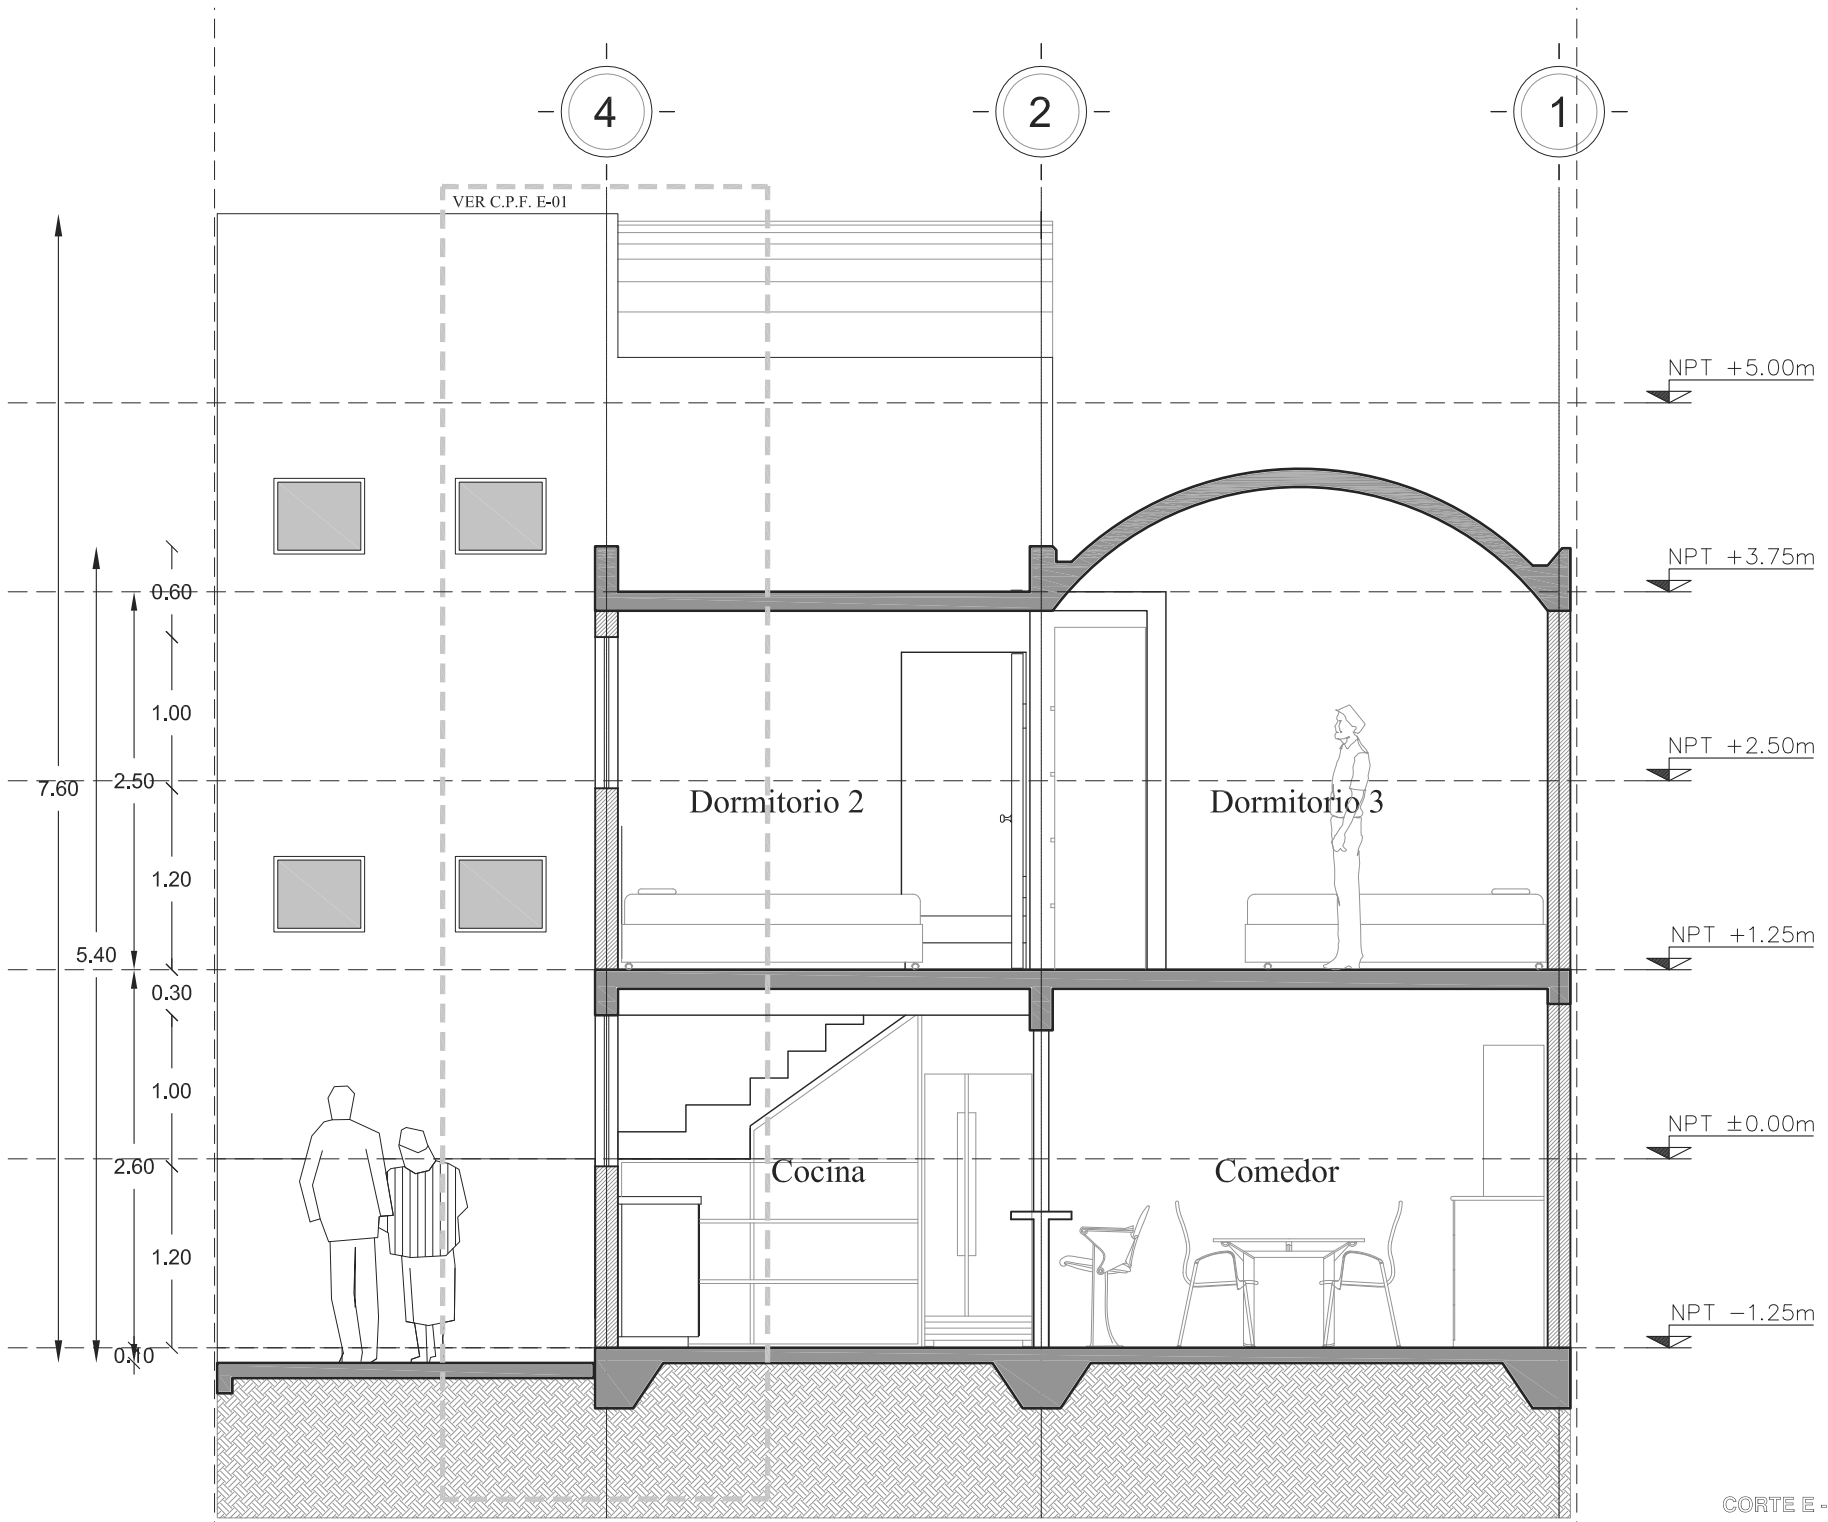 4
2
1
VER C.P.F. E-01
NPT +5.00m
NPT +3.75m
0.60
1.00
NPT +2.50m
7.60
2.50
Dormitorio 2
Dormitorio 3
1.20
NPT +1.25m
5.40
0.30
1.00
NPT ±0.00m
2.60
Cocina
Comedor
1.20
NPT −1.25m
0.10
CORTE E -